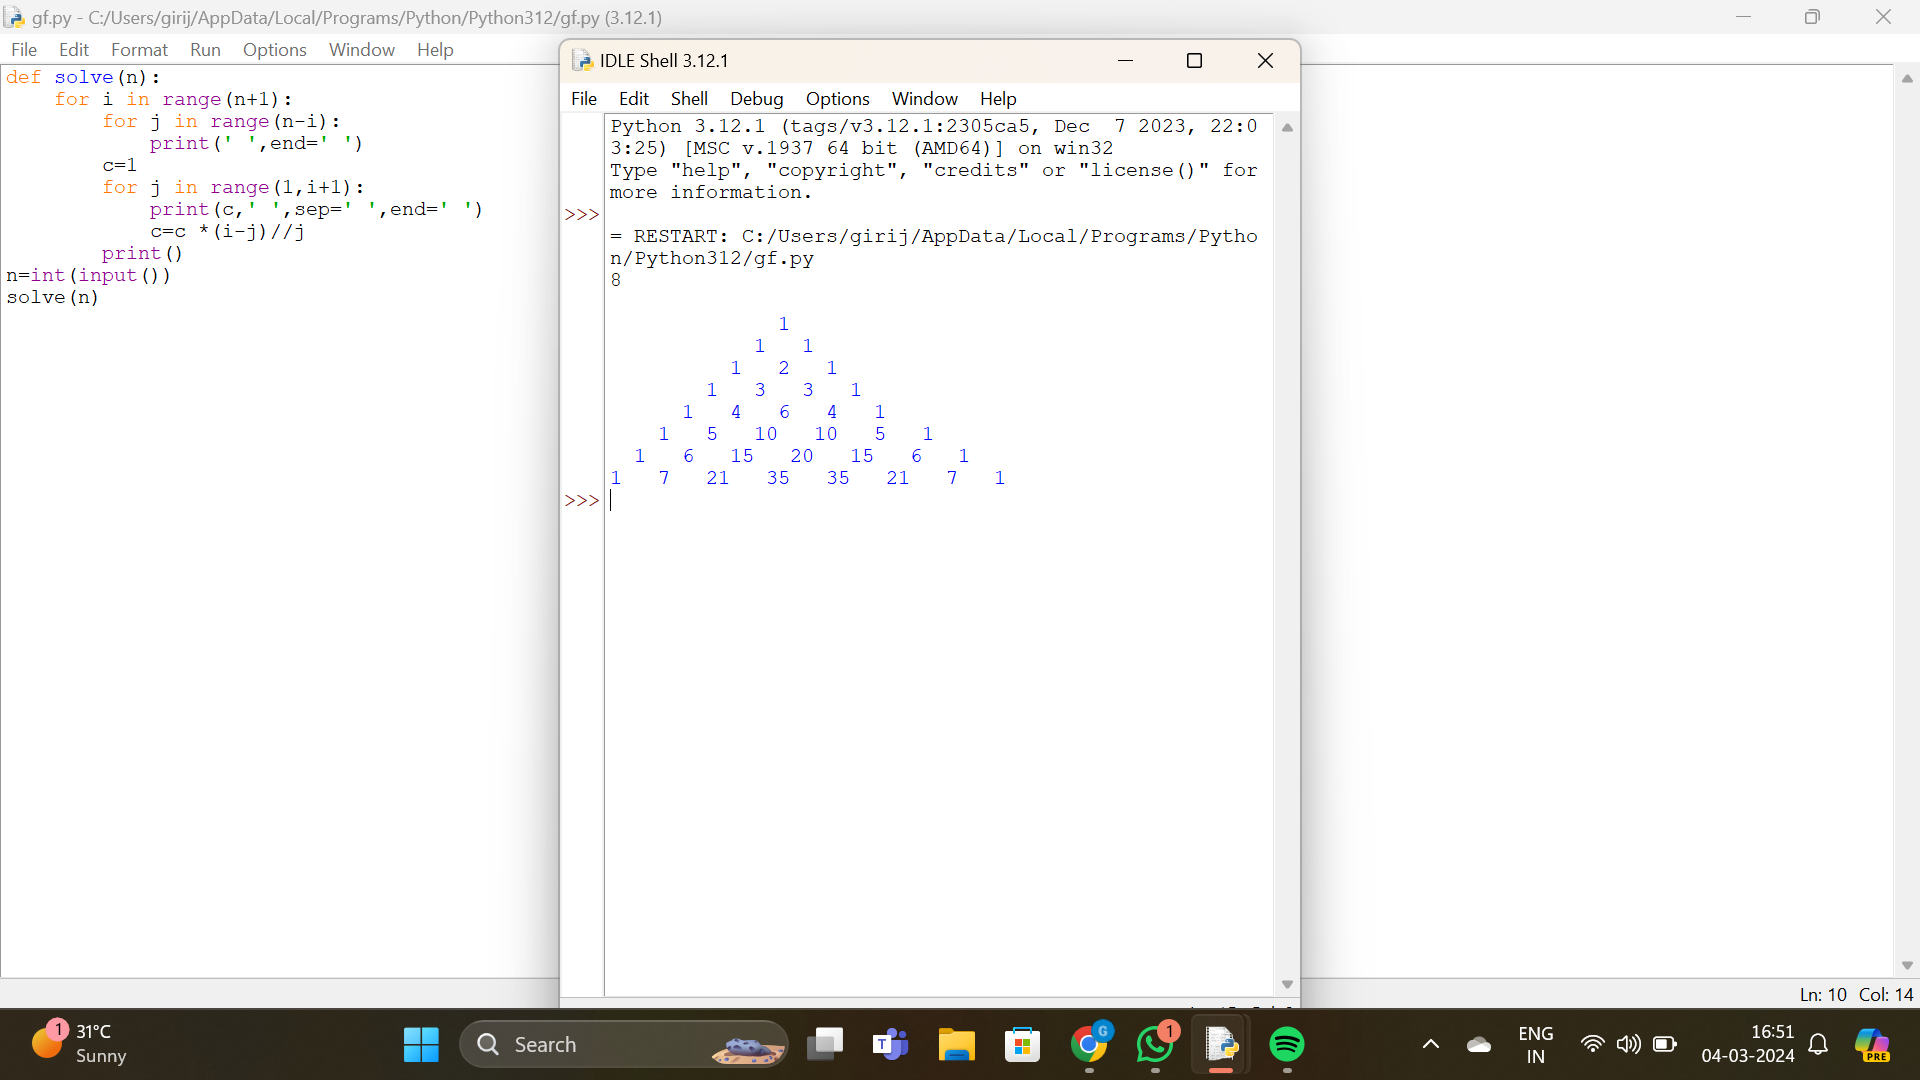 gf.py - C:/Users/girij/AppData/Local/Programs/Python/Python312/gf.py (3.12.1)
File Edit Format Run Options Window Help
def solve(n):
    for i in range(n+1):
        for j in range(n-i):
            print(' ',end=' ')
        c=1
        for j in range(1,i+1):
            print(c,' ',sep=' ',end=' ')
            c=c *(i-j)//j
        print()
n=int(input())
solve(n)
IDLE Shell 3.12.1
File Edit Shell Debug Options Window Help
Python 3.12.1 (tags/v3.12.1:2305ca5, Dec  7 2023, 22:0
3:25) [MSC v.1937 64 bit (AMD64)] on win32
Type "help", "copyright", "credits" or "license()" for
more information.
>>>
= RESTART: C:/Users/girij/AppData/Local/Programs/Pytho
n/Python312/gf.py
8
              1
            1   1
          1   2   1
        1   3   3   1
      1   4   6   4   1
    1   5   10   10   5   1
  1   6   15   20   15   6   1
1   7   21   35   35   21   7   1
>>>
Ln: 10 Col: 14
1
31°C
Sunny
Search
T
G
1
ENG
IN
16:51
04-03-2024
PRE